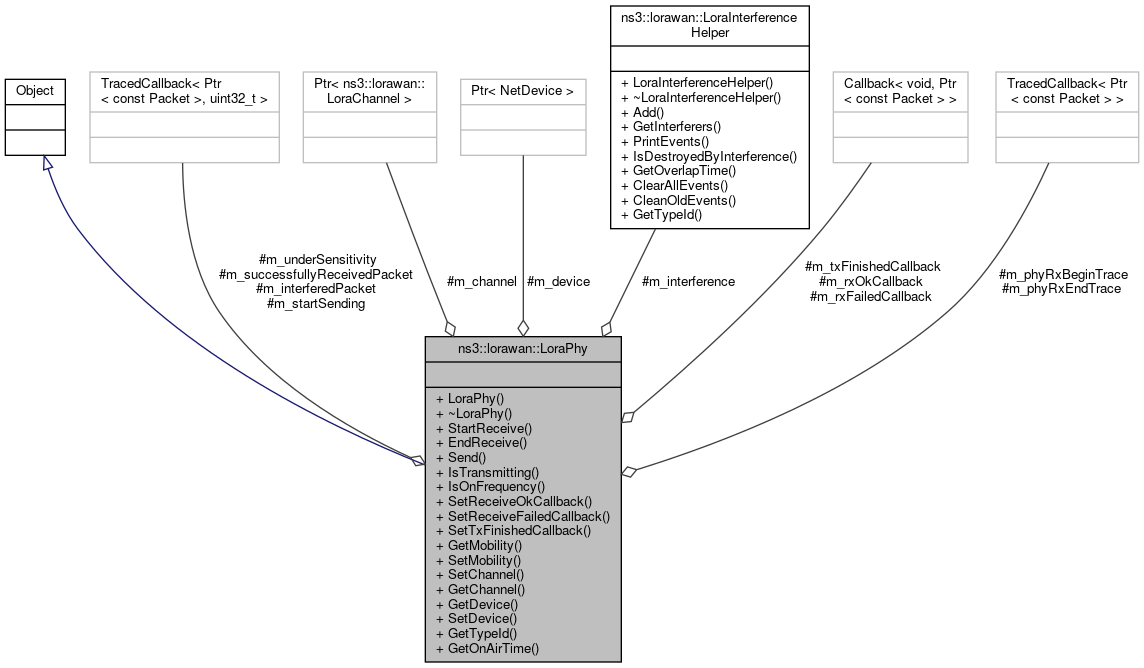 ns3::lorawan::LoraInterference
Helper
+ LoraInterferenceHelper()
+ ~LoraInterferenceHelper()
+ Add()
+ GetInterferers()
+ PrintEvents()
+ IsDestroyedByInterference()
+ GetOverlapTime()
+ ClearAllEvents()
+ CleanOldEvents()
+ GetTypeId()
Object
TracedCallback< Ptr
< const Packet >, uint32_t >
Ptr< ns3::lorawan::
LoraChannel >
Ptr< NetDevice >
Callback< void, Ptr
< const Packet > >
TracedCallback< Ptr
< const Packet > >
#m_underSensitivity
#m_successfullyReceivedPacket
#m_interferedPacket
#m_startSending
#m_channel
#m_device
#m_interference
#m_txFinishedCallback
#m_rxOkCallback
#m_rxFailedCallback
#m_phyRxBeginTrace
#m_phyRxEndTrace
ns3::lorawan::LoraPhy
+ LoraPhy()
+ ~LoraPhy()
+ StartReceive()
+ EndReceive()
+ Send()
+ IsTransmitting()
+ IsOnFrequency()
+ SetReceiveOkCallback()
+ SetReceiveFailedCallback()
+ SetTxFinishedCallback()
+ GetMobility()
+ SetMobility()
+ SetChannel()
+ GetChannel()
+ GetDevice()
+ SetDevice()
+ GetTypeId()
+ GetOnAirTime()